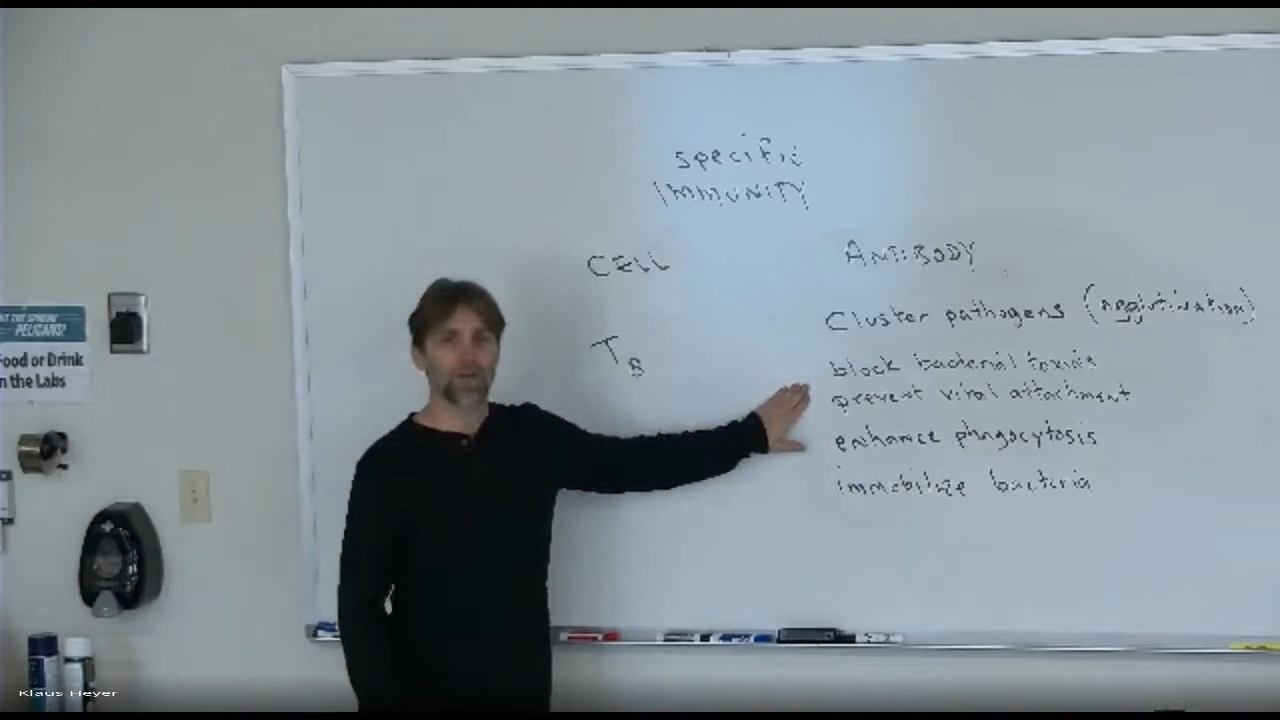 specific
IMMUNITY
CELL
ANTIBODY
Cluster pathogens (agglutination)
T B
block bacterial toxins
prevent viral attachment
enhance phagocytosis
immobilize bacteria
PELICANS!
Food or Drink
n the Labs
Klaus Heyer